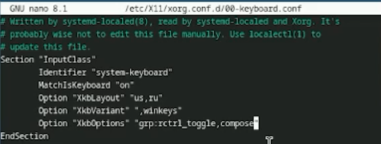 GNU nano 8.1 /etc/X11/xorg.conf.d/00-keyboard.conf
# Written by systemd-localed(8), read by systemd-localed and Xorg. It's
# probably wise not to edit this file manually. Use localectl(1) to
# update this file.
Section "InputClass"
Identifier "system-keyboard"
MatchIsKeyboard "on"
Option "XkbLayout" "us,ru"
Option "XkbVariant" ",winkeys"
Option "XkbOptions" "grp:rctrl_toggle,compose"
EndSection